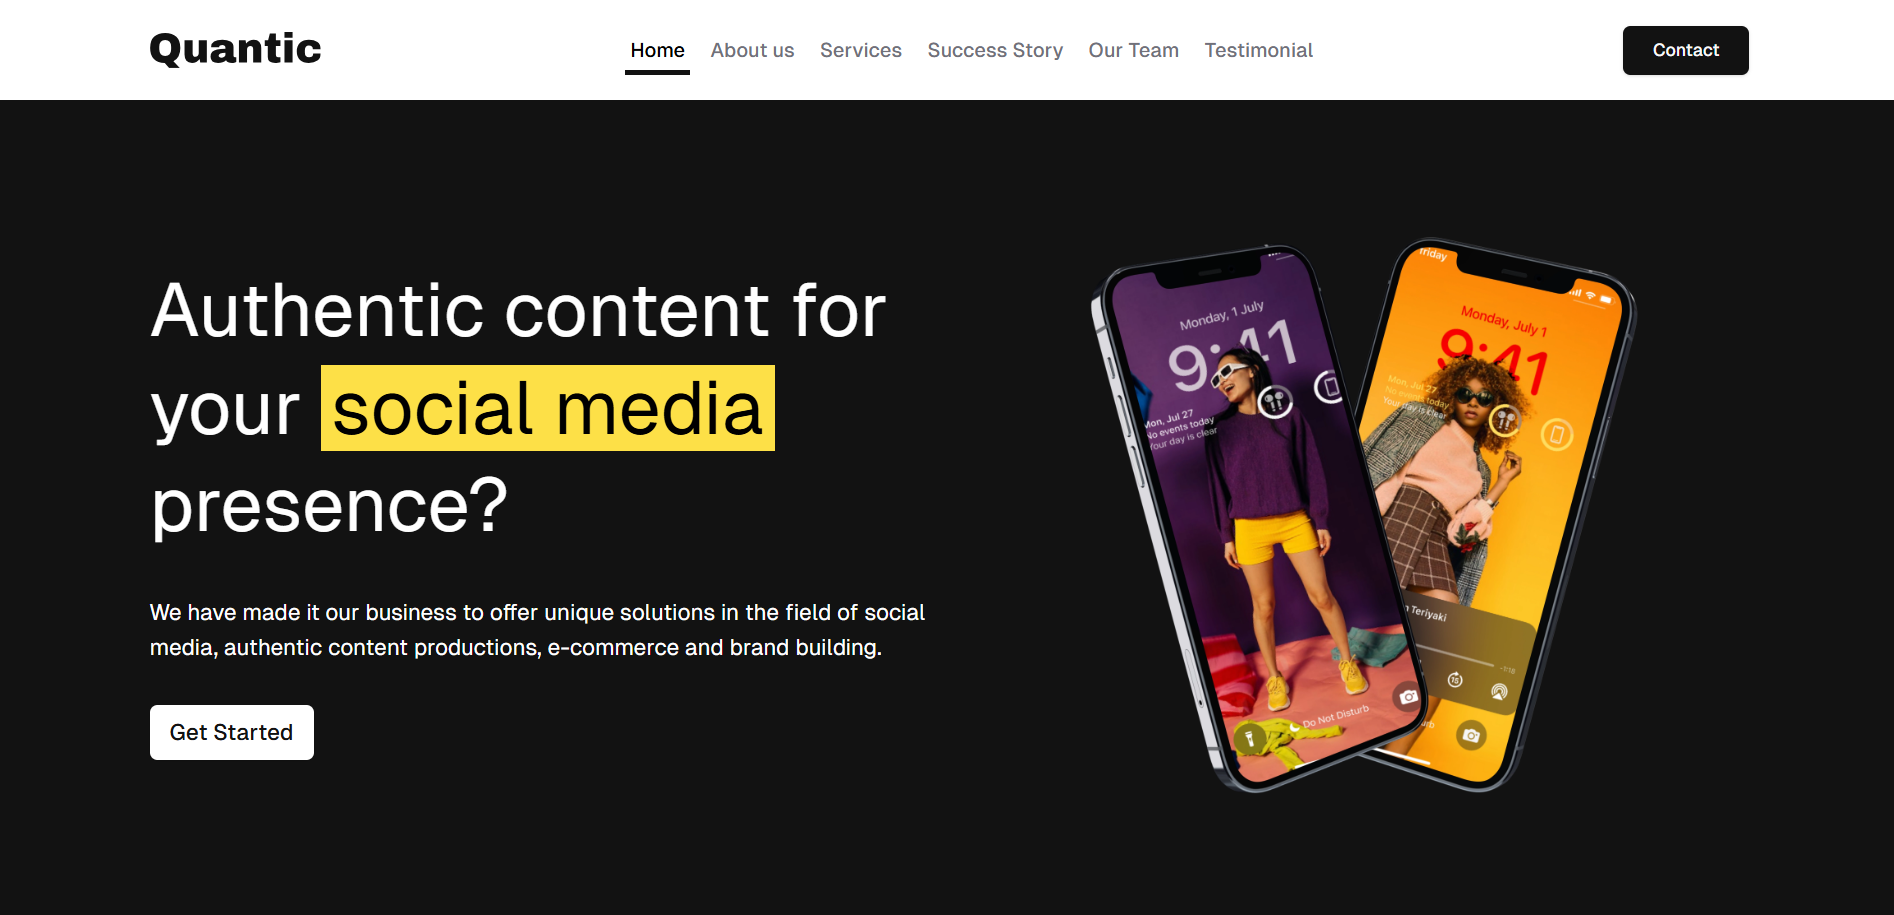 Quantic
Home
About us
Services
Success Story
Our Team
Testimonial
Contact
Authentic content for
your social media
presence?
We have made it our business to offer unique solutions in the field of social
media, authentic content productions, e-commerce and brand building.
Get Started
Monday, 1 July
9:41
Mon, Jul 27
No events today
Your day is clear
Do Not Disturb
friday
Monday, July 1
9:41
Mon, Jul 27
No events today
Your day is clear
Teriyaki
-1:18
15